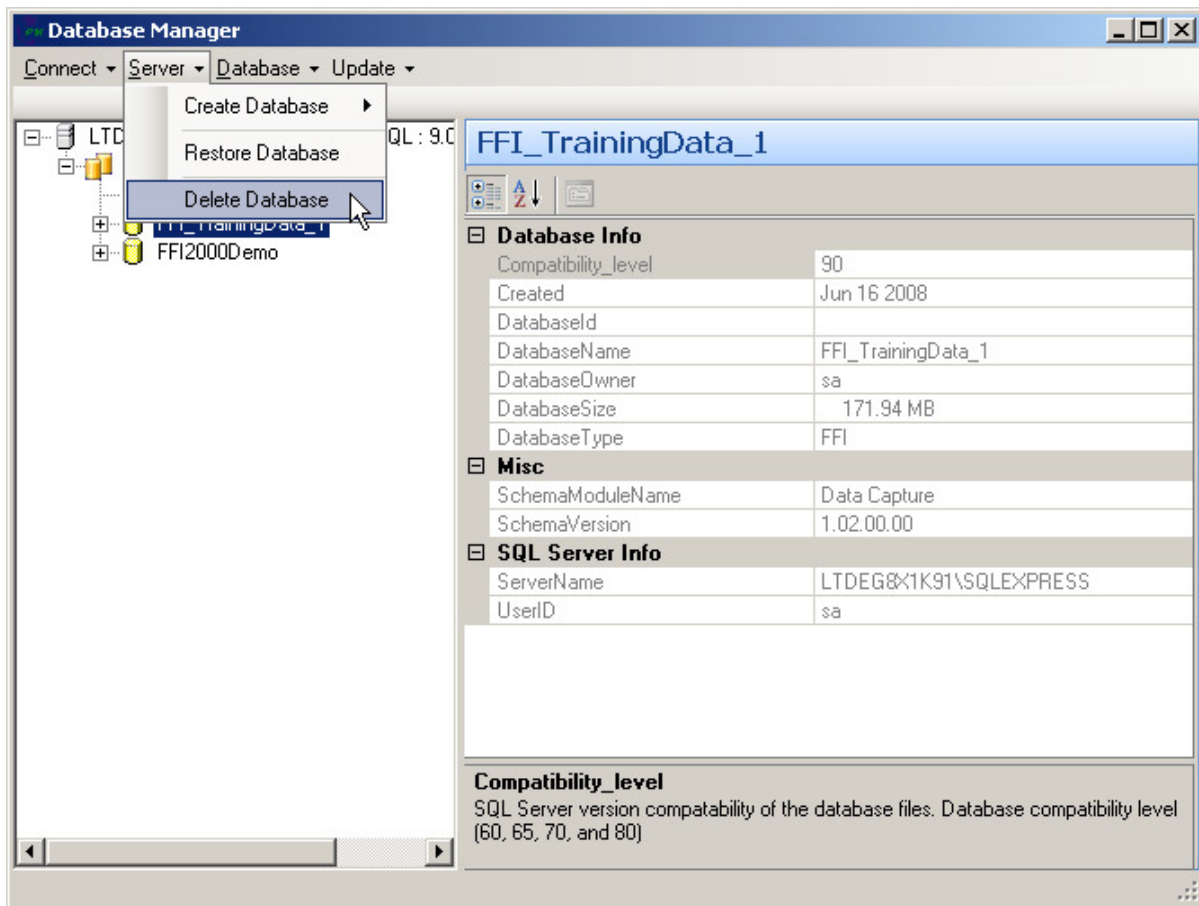 Database Manager
Connect Server Database Update
Create Database
Restore Database
Delete Database
LTD QL : 9.0
FFI_TrainingData_1
FFI2000Demo
FFI_TrainingData_1
Database Info
Compatibility_level 90
Created Jun 16 2008
DatabaseId
DatabaseName FFI_TrainingData_1
DatabaseOwner sa
DatabaseSize 171.94 MB
DatabaseType FFI
Misc
SchemaModuleName Data Capture
SchemaVersion 1.02.00.00
SQL Server Info
ServerName LTDEG8X1K91\SQLEXPRESS
UserID sa
Compatibility_level
SQL Server version compatability of the database files. Database compatibility level
(60, 65, 70, and 80)